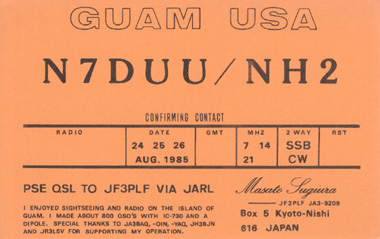 GUAM USA
N7DUU/NH2
CONFIRMING CONTACT
RADIO DATE GMT MHZ 2 WAY RST
24 25 26 7 14 SSB
AUG. 1985 21 CW
PSE QSL TO JF3PLF VIA JARL
Masato Sugiura
JF3PLF JA3-9209
Box 5 Kyoto-Nishi
616 JAPAN
I ENJOYED SIGHTSEEING AND RADIO ON THE ISLAND OF
GUAM. I MADE ABOUT 800 QSO'S WITH IC-730 AND A
DIPOLE. SPECIAL THANKS TO JA3BAQ, -OIN, -YAQ, JH3SJN
AND JR3LSV FOR SUPPORTING MY OPERATION.